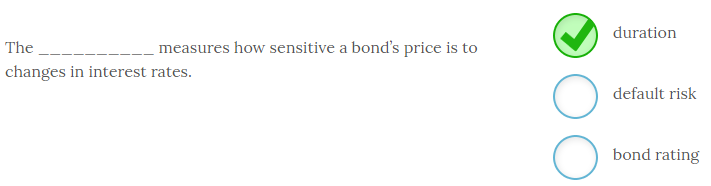 The __________ measures how sensitive a bond’s price is to
changes in interest rates.
duration
default risk
bond rating